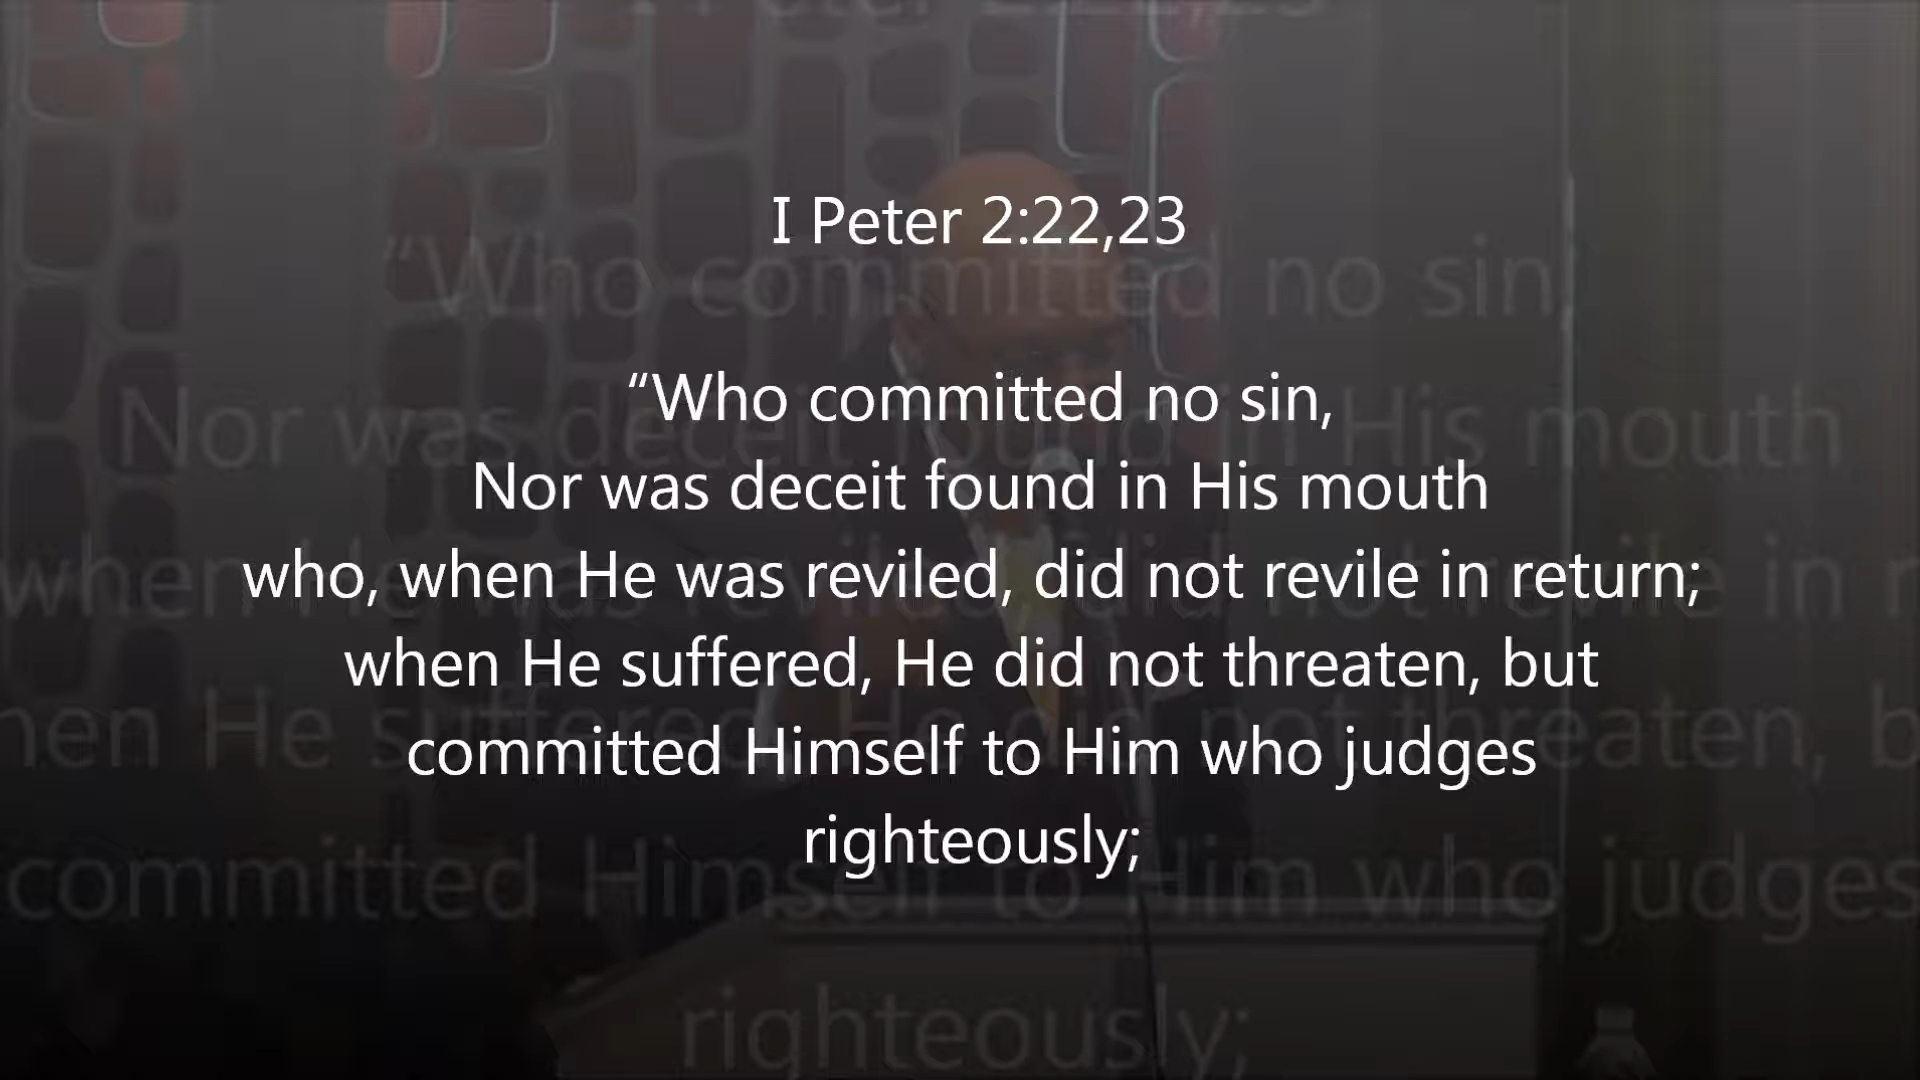 I Peter 2:22,23
“Who committed no sin,
Nor was deceit found in His mouth
who, when He was reviled, did not revile in return;
when He suffered, He did not threaten, but
committed Himself to Him who judges
righteously;